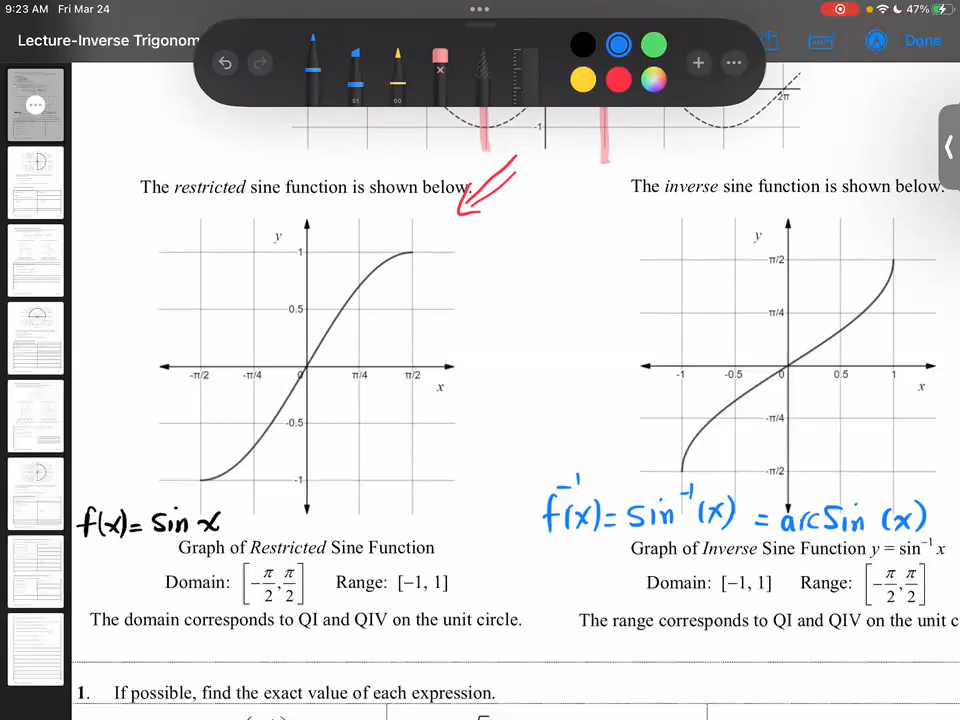 9:23 AM Fri Mar 24
47%
Lecture-Inverse Trigonom
Done
51
60
-1
2π
The restricted sine function is shown below.
The inverse sine function is shown below.
y
1
0.5
-π/2 -π/4 0 π/4 π/2
x
-0.5
-1
y
π/2
π/4
-1 -0.5 0 0.5 1
x
-π/4
-π/2
f(x) = sin x
f⁻¹(x) = sin⁻¹(x) = arcsin (x)
Graph of Restricted Sine Function
Domain: [-π/2, π/2] Range: [−1, 1]
The domain corresponds to QI and QIV on the unit circle.
Graph of Inverse Sine Function y = sin⁻¹ x
Domain: [−1, 1] Range: [-π/2, π/2]
The range corresponds to QI and QIV on the unit c
1. If possible, find the exact value of each expression.